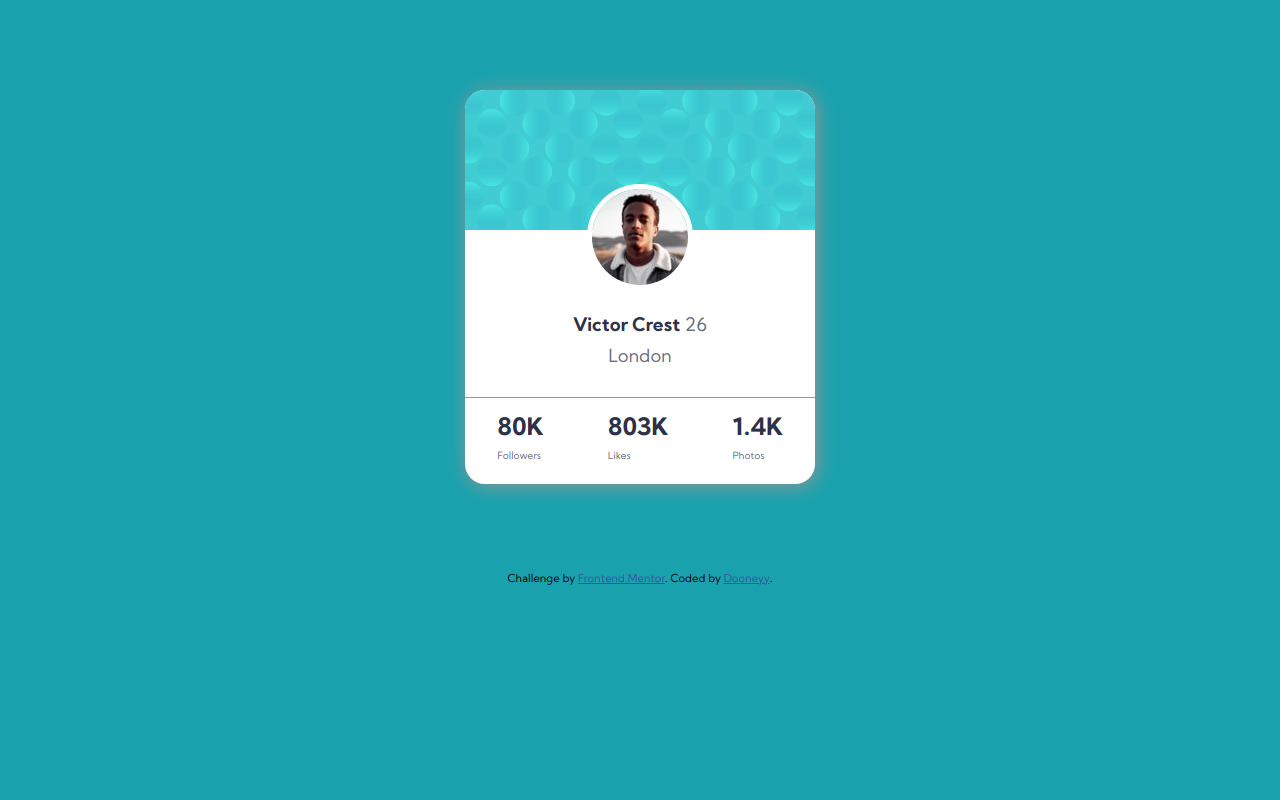 Victor Crest 26
London
80K 803K 1.4K
Followers Likes Photos
Challenge by Frontend Mentor. Coded by Dooneyy.